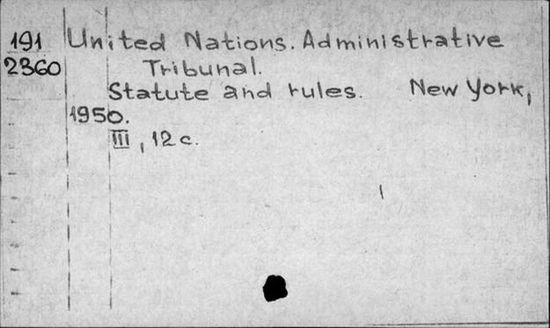 191 United Nations. Administrative
2360 Tribunal.
Statute and rules. New York,
1950.
III, 12 c.